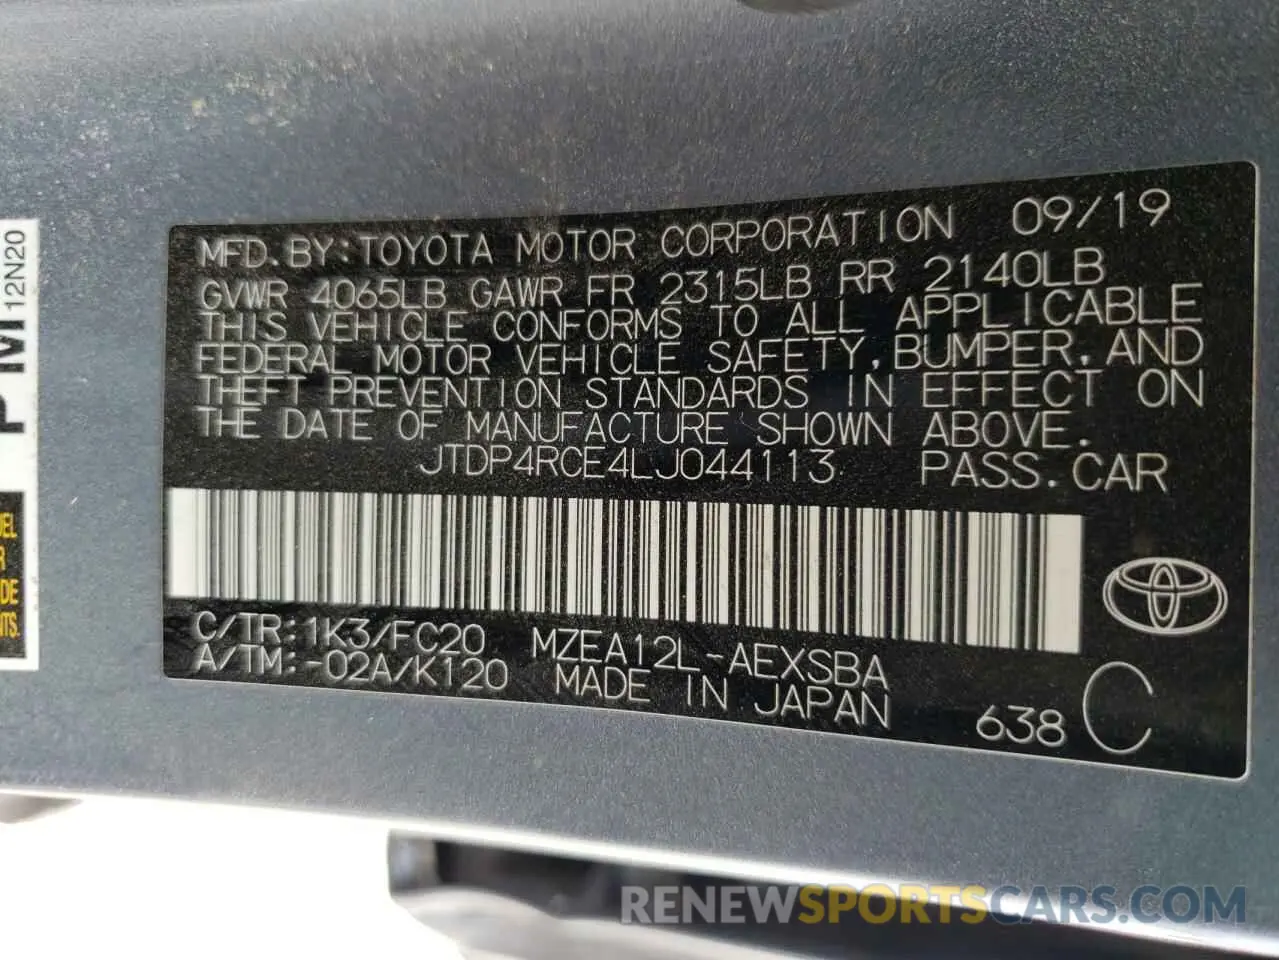 MFD. BY: TOYOTA MOTOR CORPORATION 09/19
GVWR 4065LB GAWR FR 2315LB RR 2140LB
THIS VEHICLE CONFORMS TO ALL APPLICABLE
FEDERAL MOTOR VEHICLE SAFETY, BUMPER, AND
THEFT PREVENTION STANDARDS IN EFFECT ON
THE DATE OF MANUFACTURE SHOWN ABOVE.
JTDP4RCE4LJ044113 PASS. CAR
C/TR: 1K3/FC20 MZEA12L-AEXSBA
A/TM: -02A/K120 MADE IN JAPAN
638 C
12N20
RENEWSPORTSCARS.COM